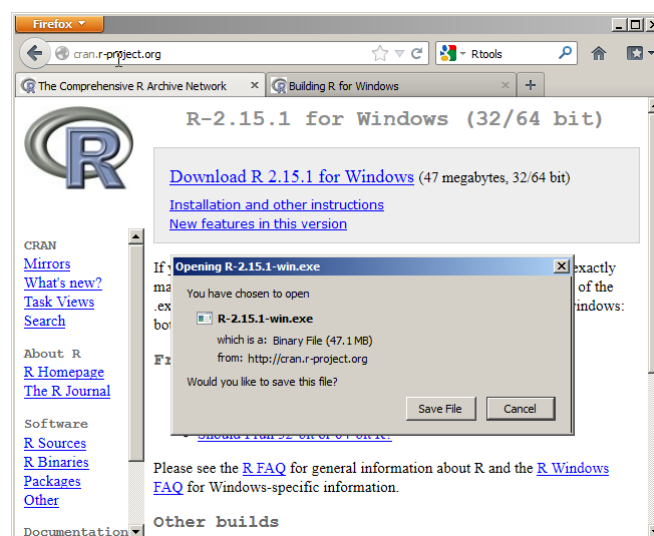 Firefox
cran.r-project.org
Rtools
The Comprehensive R Archive Network ×
Building R for Windows ×
+
R
R-2.15.1 for Windows (32/64 bit)
Download R 2.15.1 for Windows (47 megabytes, 32/64 bit)
Installation and other instructions
New features in this version
CRAN
Mirrors
What's new?
Task Views
Search
About R
R Homepage
The R Journal
Software
R Sources
R Binaries
Packages
Other
Documentation
If
exactly
ma
of the
.ex
indows:
bo
Fr
Opening R-2.15.1-win.exe
You have chosen to open
R-2.15.1-win.exe
which is a: Binary File (47.1 MB)
from: http://cran.r-project.org
Would you like to save this file?
Save File
Cancel
Should I run 32-bit or 64-bit R?
Please see the R FAQ for general information about R and the R Windows
FAQ for Windows-specific information.
Other builds